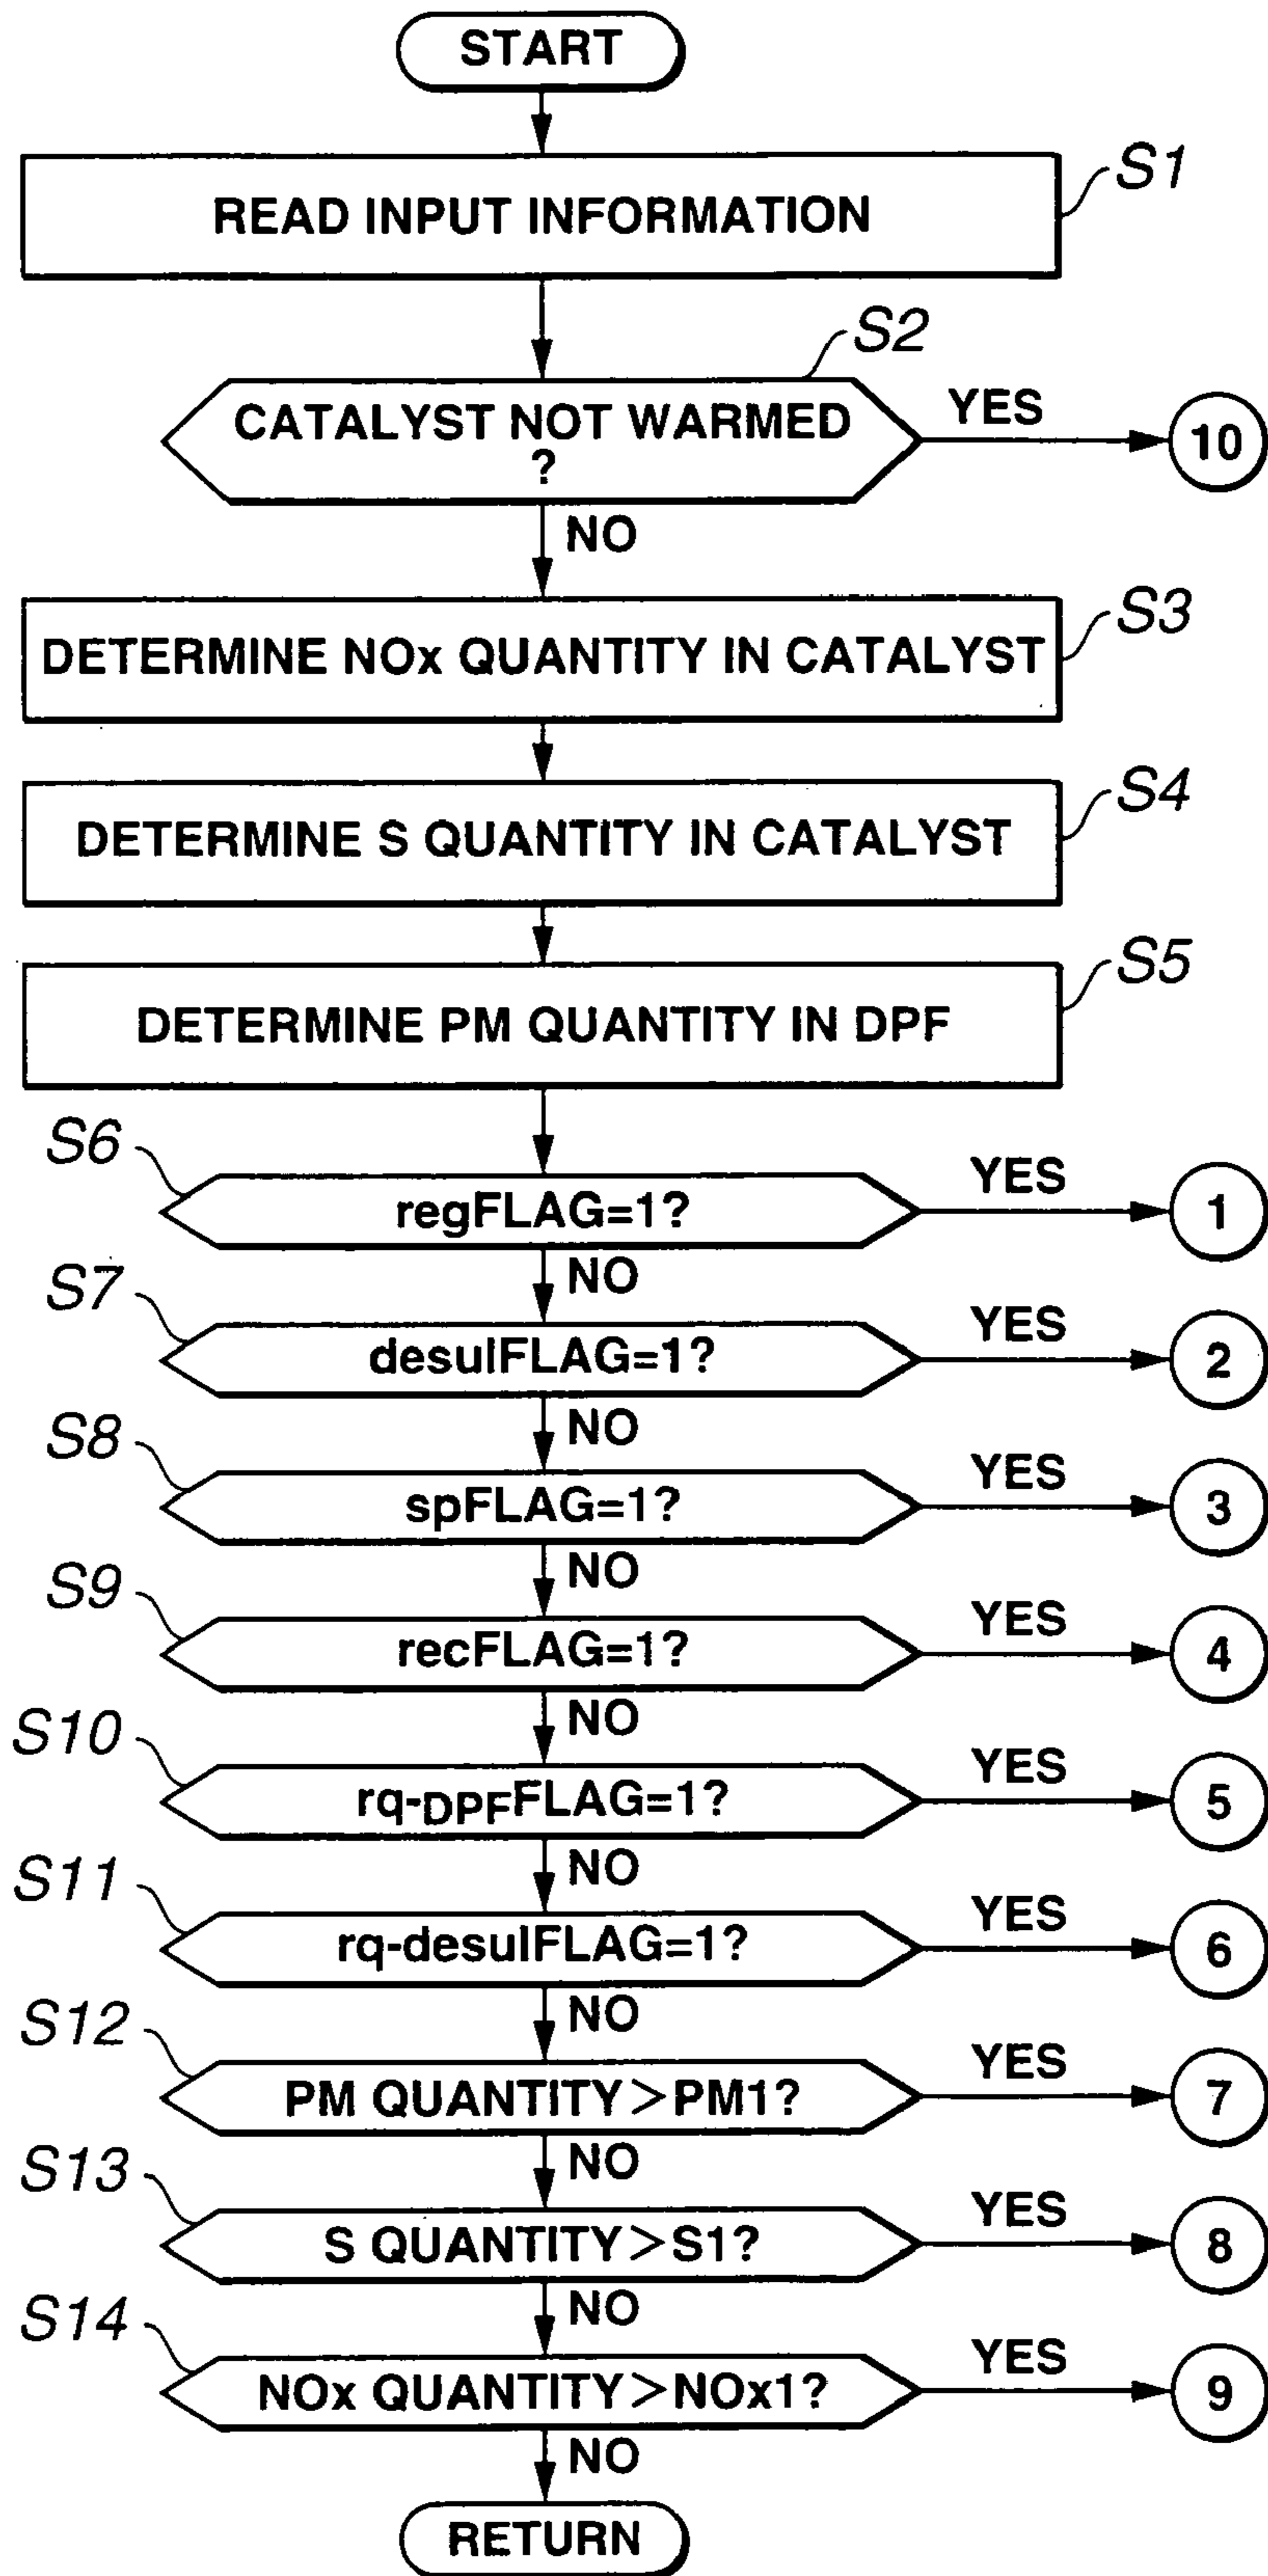 START
READ INPUT INFORMATION
S1
S2
CATALYST NOT WARMED
?
YES
10
NO
DETERMINE NOx QUANTITY IN CATALYST
S3
DETERMINE S QUANTITY IN CATALYST
S4
DETERMINE PM QUANTITY IN DPF
S5
S6
regFLAG=1?
YES
1
NO
S7
desulFLAG=1?
YES
2
NO
S8
spFLAG=1?
YES
3
NO
S9
recFLAG=1?
YES
4
NO
S10
rq-DPFFLAG=1?
YES
5
NO
S11
rq-desulFLAG=1?
YES
6
NO
S12
PM QUANTITY>PM1?
YES
7
NO
S13
S QUANTITY>S1?
YES
8
NO
S14
NOx QUANTITY>NOx1?
YES
9
NO
RETURN